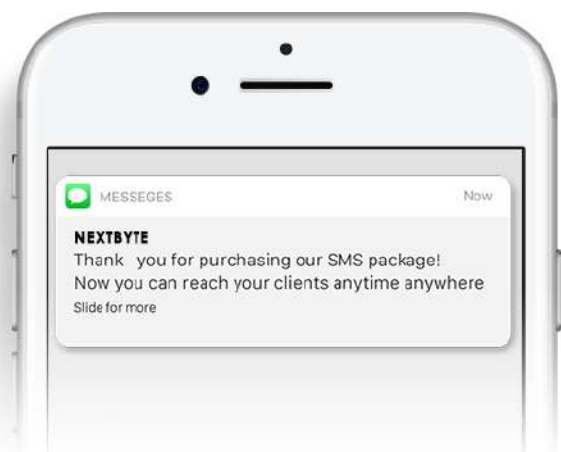 MESSEGES Now
NEXTBYTE
Thank you for purchasing our SMS package!
Now you can reach your clients anytime anywhere
Slide for more